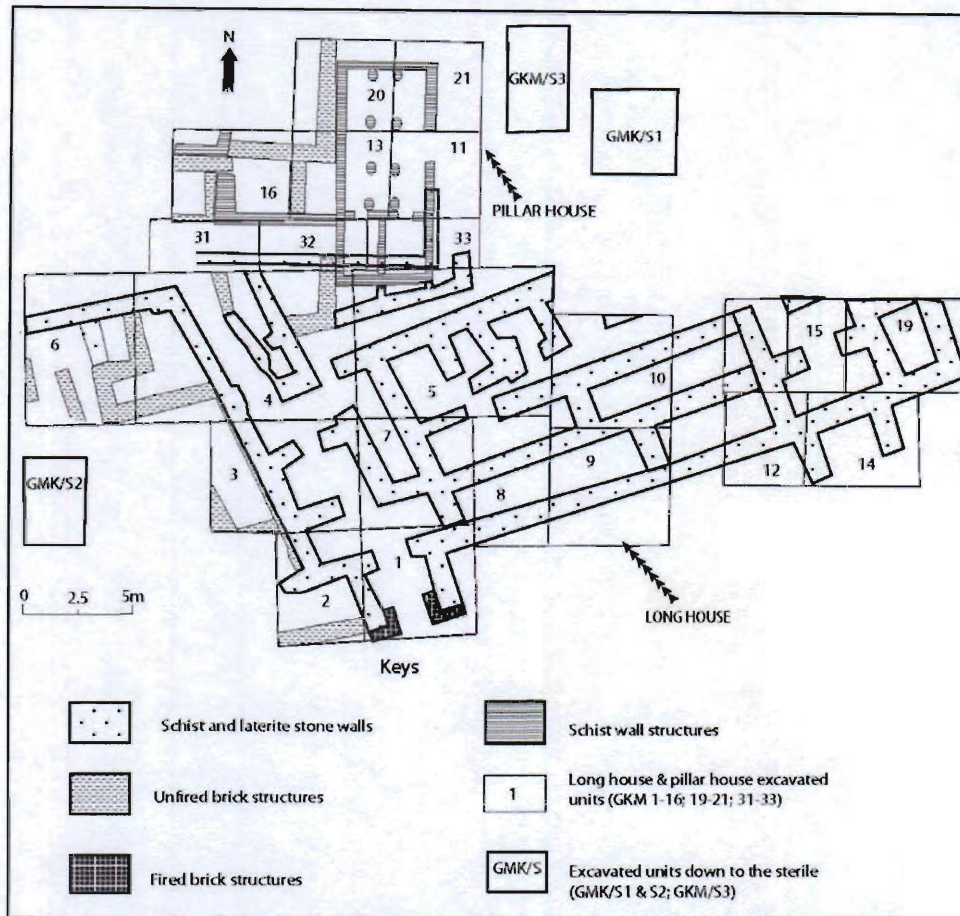 N
21
20
GKM/S3
GMK/S1
13
11
16
PILLAR HOUSE
31
32
33
6
15
19
10
4
5
7
3
9
GMK/S2
8
12
14
1
0 2.5 5m
2
LONG HOUSE
Keys
Schist and laterite stone walls
Schist wall structures
Unfired brick structures
1
Long house & pillar house excavated
units (GKM 1-16; 19-21; 31-33)
Fired brick structures
GMK/S
Excavated units down to the sterile
(GMK/S1 & S2; GKM/S3)